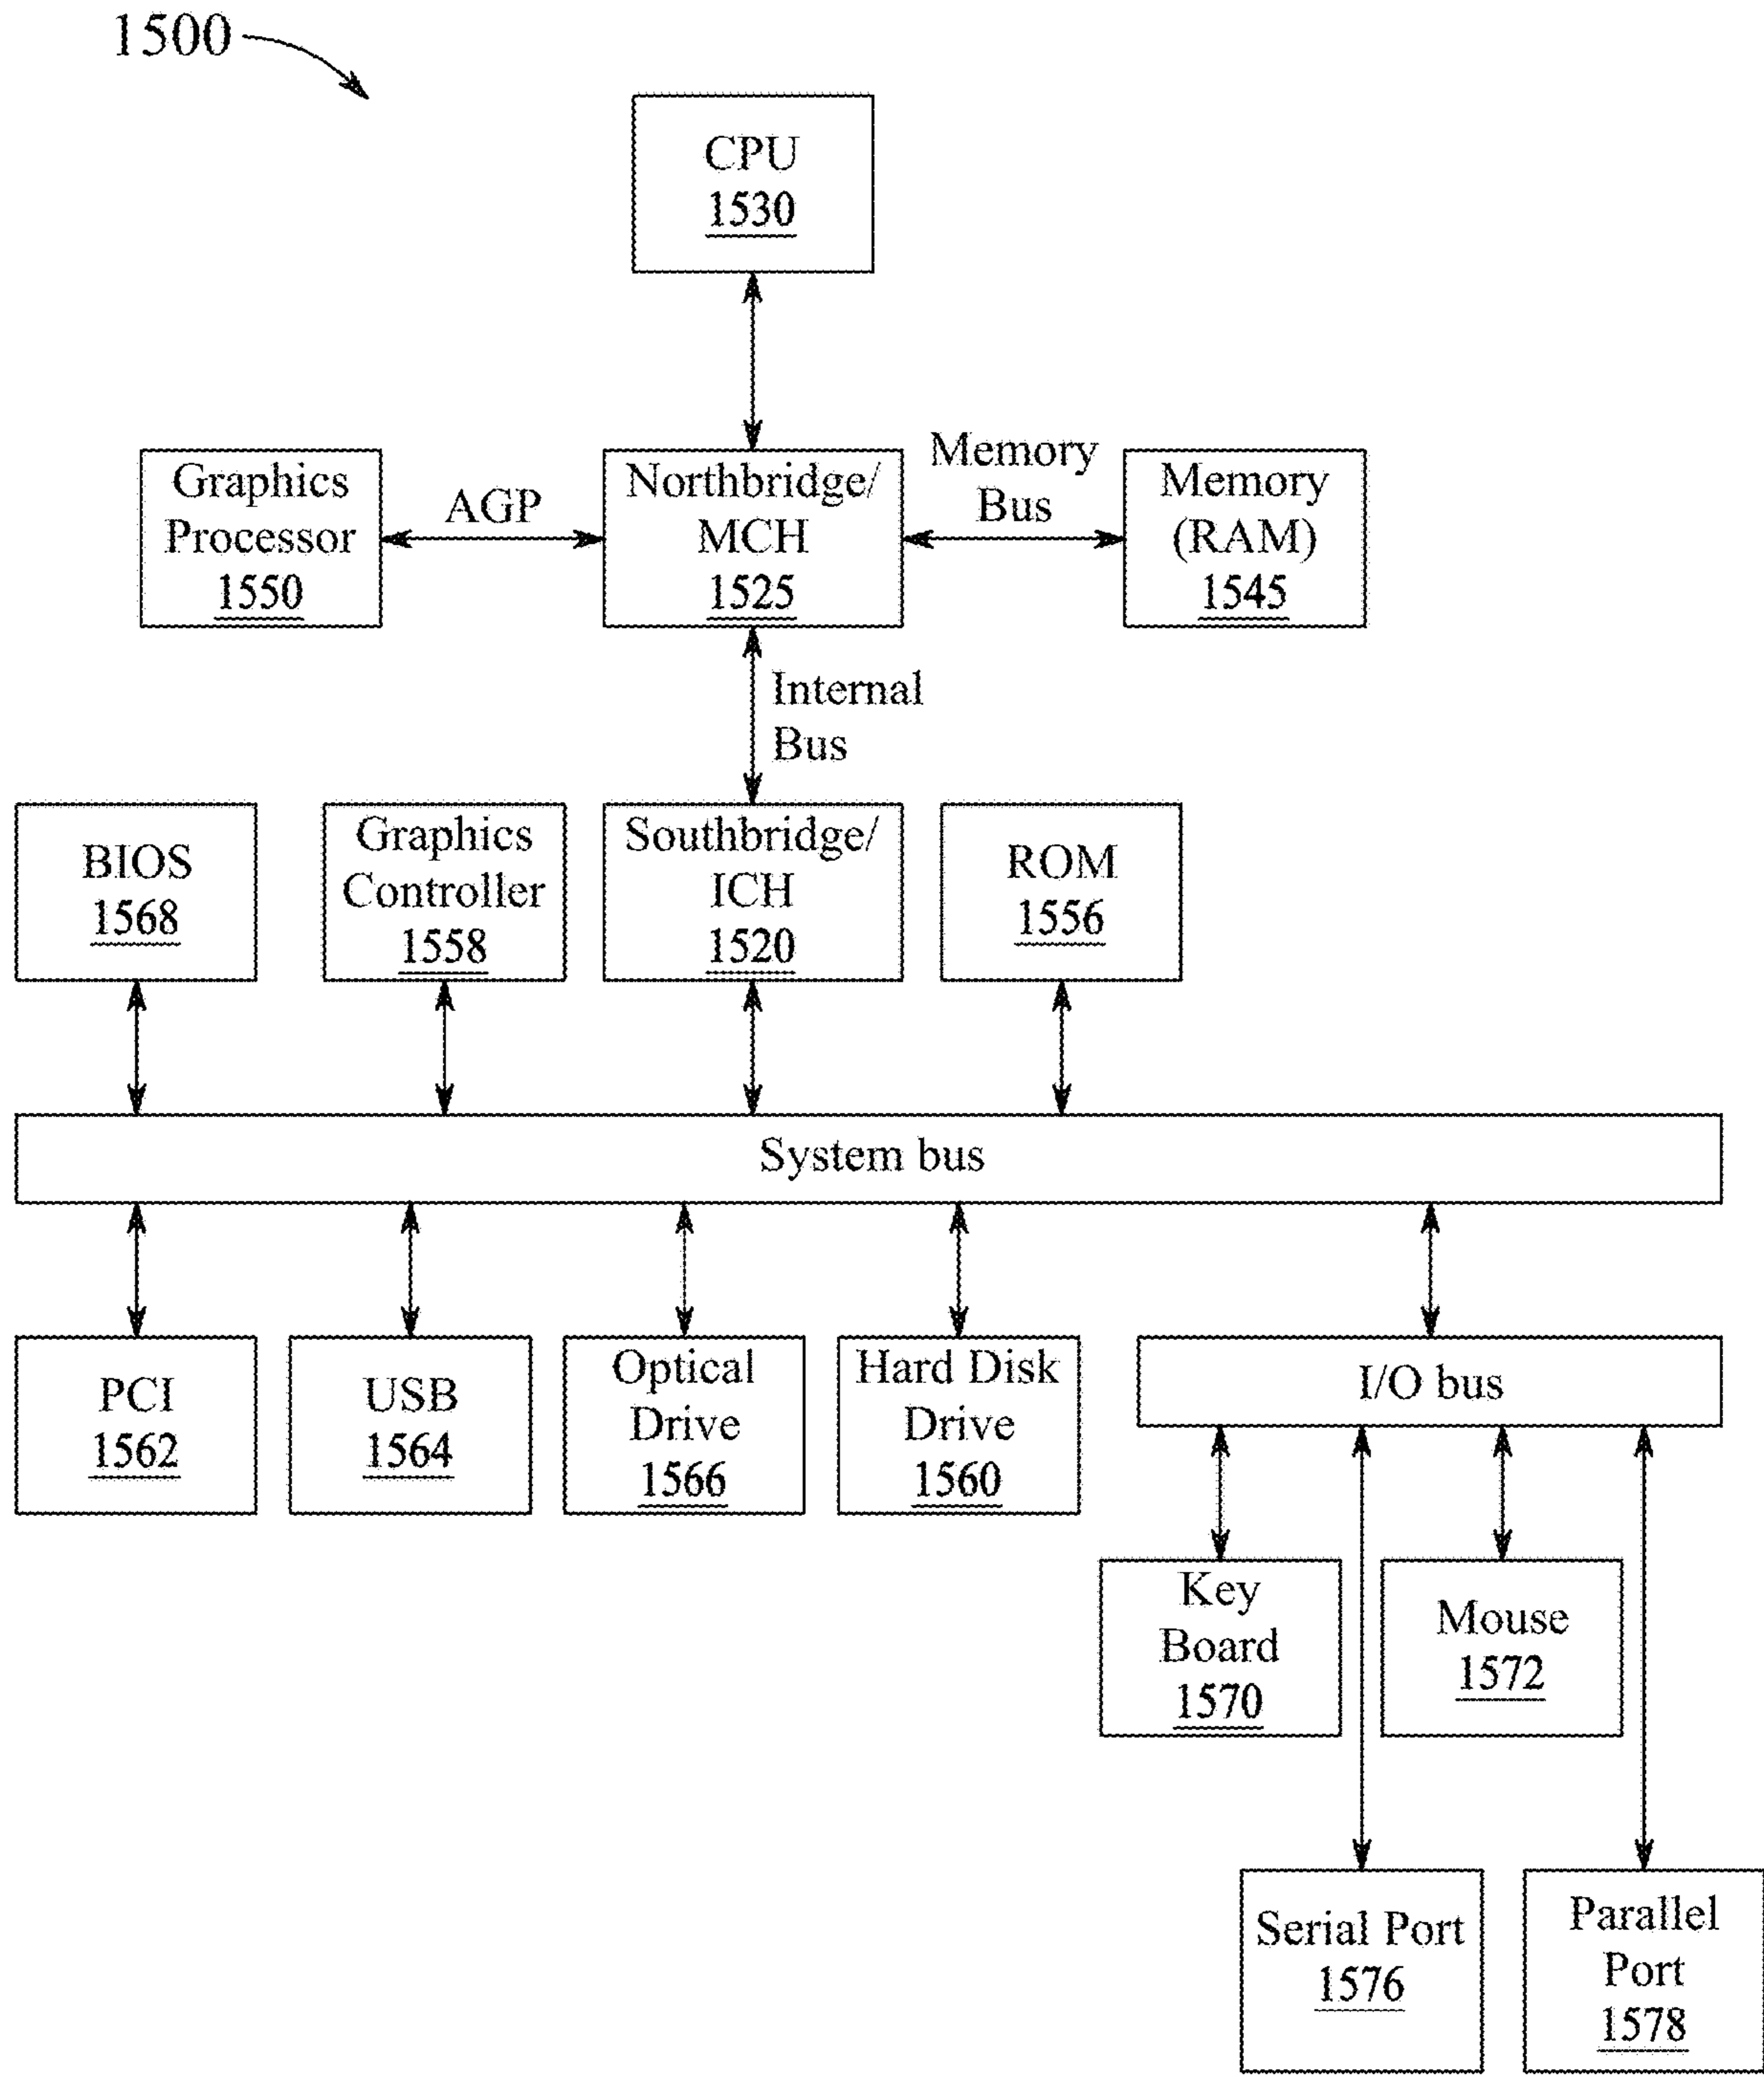 1500
CPU
1530
Graphics
Processor
1550
AGP
Northbridge/
MCH
1525
Memory
Bus
Memory
(RAM)
1545
Internal
Bus
BIOS
1568
Graphics
Controller
1558
Southbridge/
ICH
1520
ROM
1556
System bus
PCI
1562
USB
1564
Optical
Drive
1566
Hard Disk
Drive
1560
I/O bus
Key
Board
1570
Mouse
1572
Serial Port
1576
Parallel
Port
1578